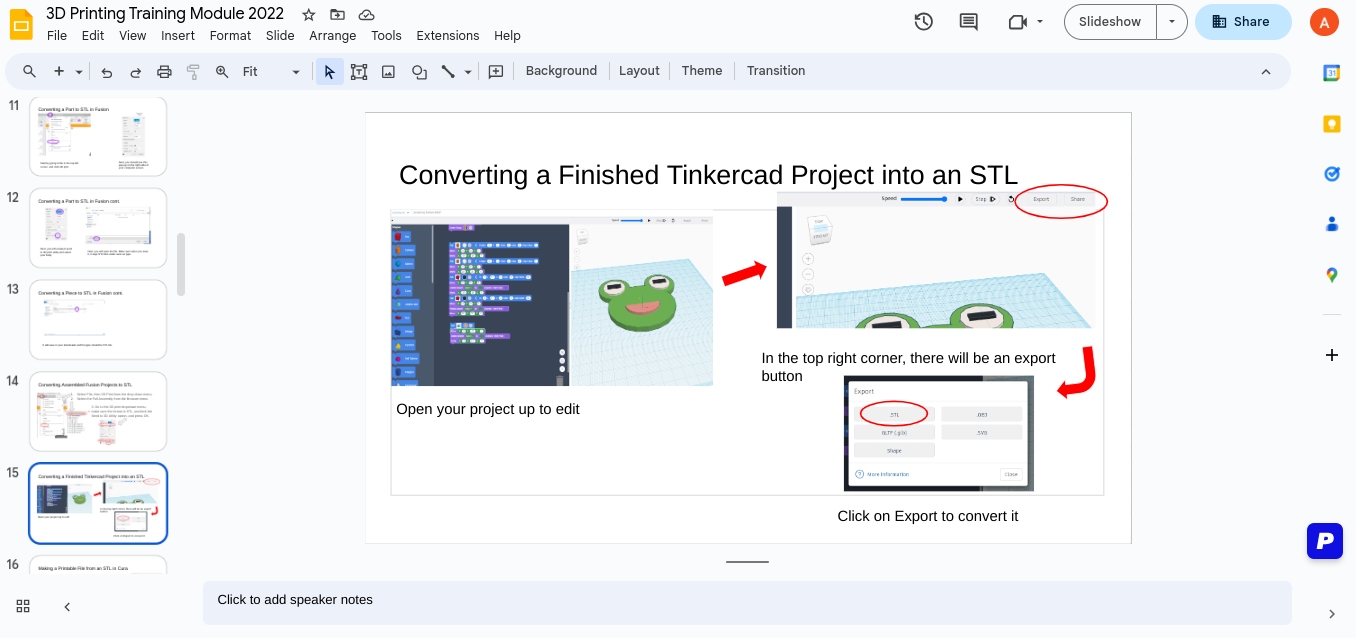 3D Printing Training Module 2022
File Edit View Insert Format Slide Arrange Tools Extensions Help
Slideshow
Share
A
Fit
Background
Layout
Theme
Transition
31
11
Converting a Part to STL in Fusion
12
Converting a Part to STL in Fusion cont.
13
Converting a Piece to STL in Fusion cont.
14
Converting Assembled Fusion Projects to STL
15
Converting a Finished Tinkercad Project into an STL
16
Making a Printable File from an STL in Cura
Converting a Finished Tinkercad Project into an STL
Speed
Step
Export
Share
Open your project up to edit
In the top right corner, there will be an export
button
Export
.STL
.OBJ
GLTF (.glb)
.SVG
Shape
More Information
Close
Click on Export to convert it
Click to add speaker notes
P